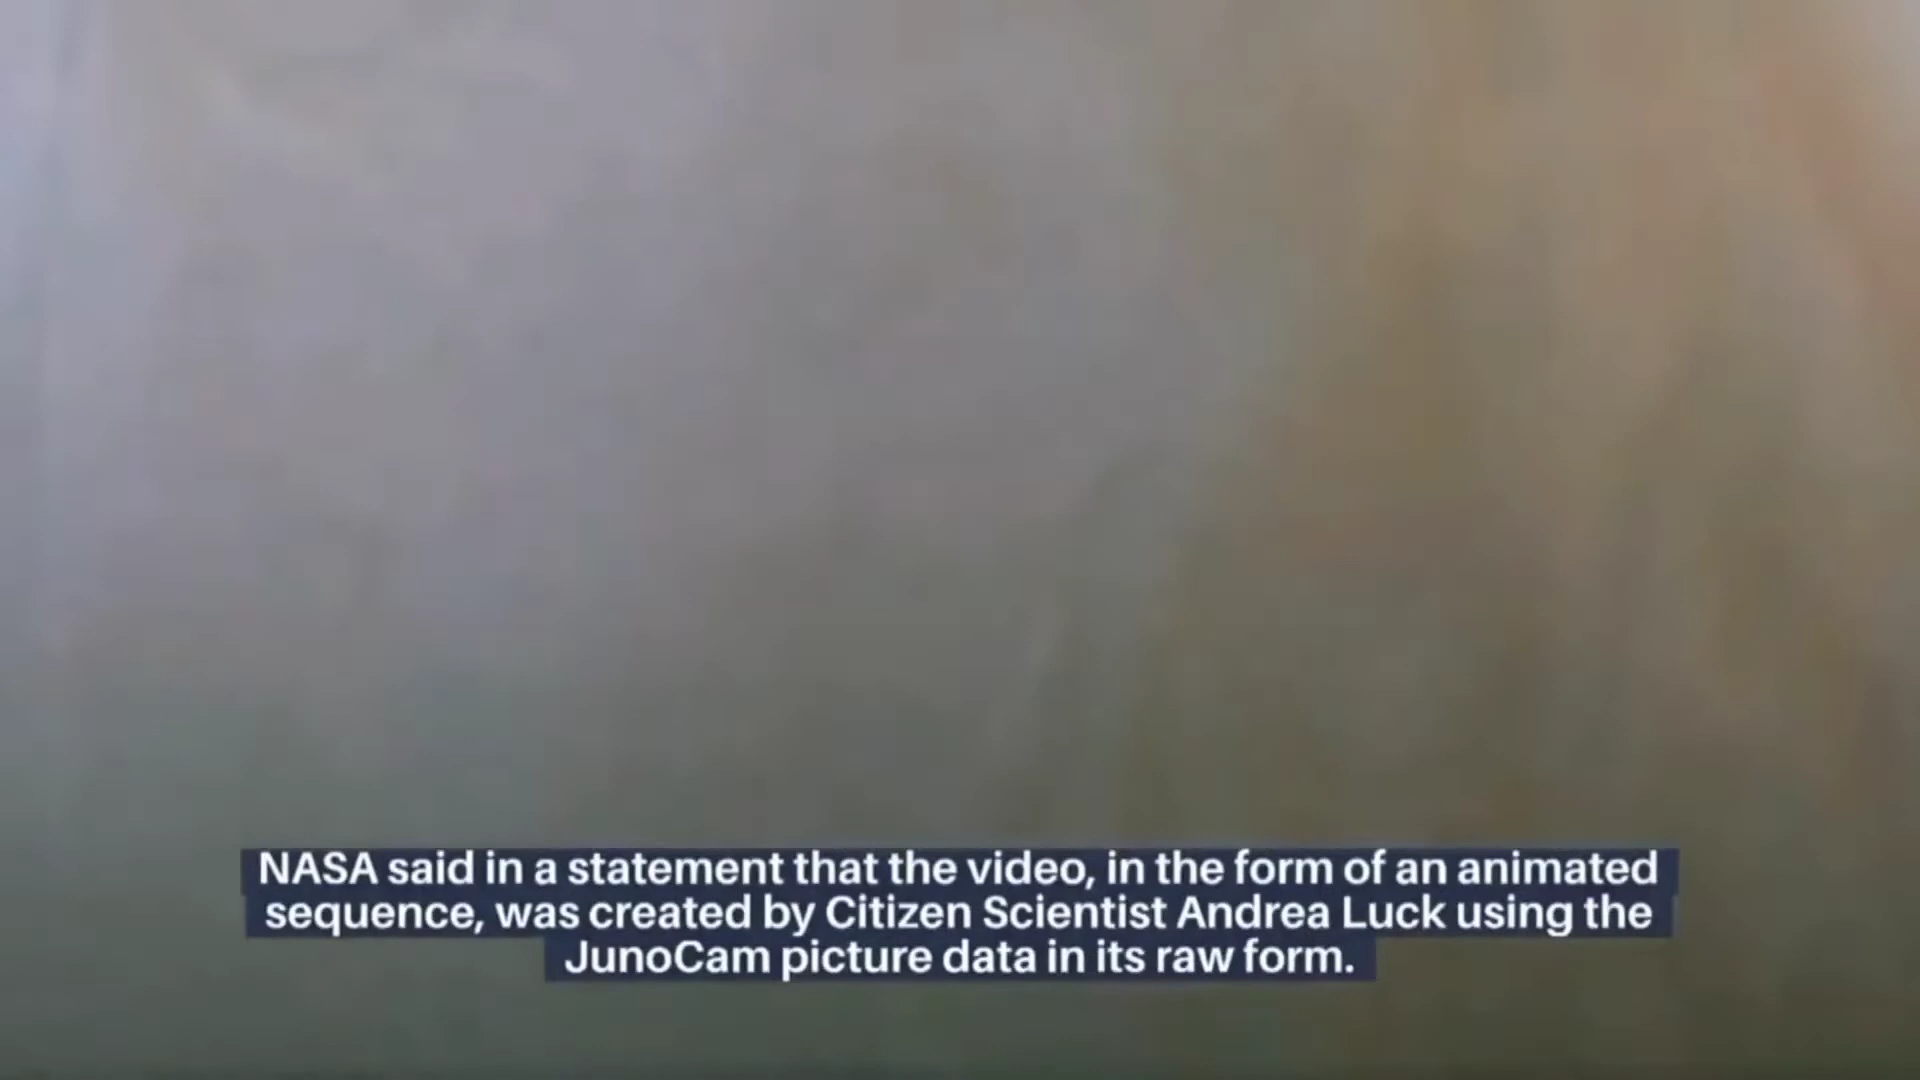 NASA said in a statement that the video, in the form of an animated
sequence, was created by Citizen Scientist Andrea Luck using the
JunoCam picture data in its raw form.